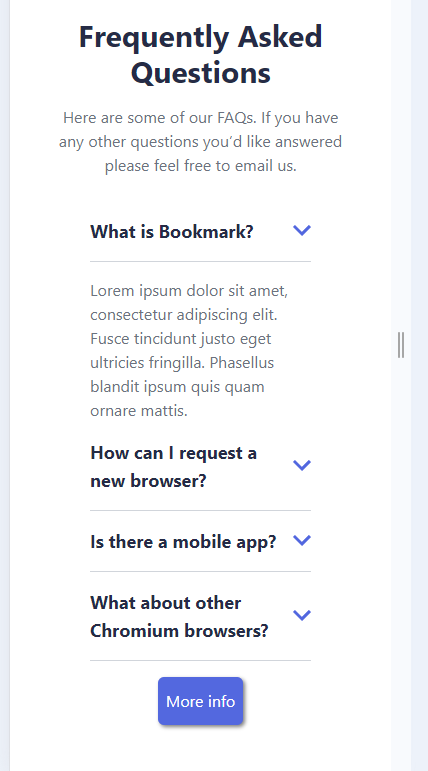 Frequently Asked
Questions
Here are some of our FAQs. If you have
any other questions you’d like answered
please feel free to email us.
What is Bookmark?
Lorem ipsum dolor sit amet,
consectetur adipiscing elit.
Fusce tincidunt justo eget
ultricies fringilla. Phasellus
blandit ipsum quis quam
ornare mattis.
How can I request a
new browser?
Is there a mobile app?
What about other
Chromium browsers?
More info